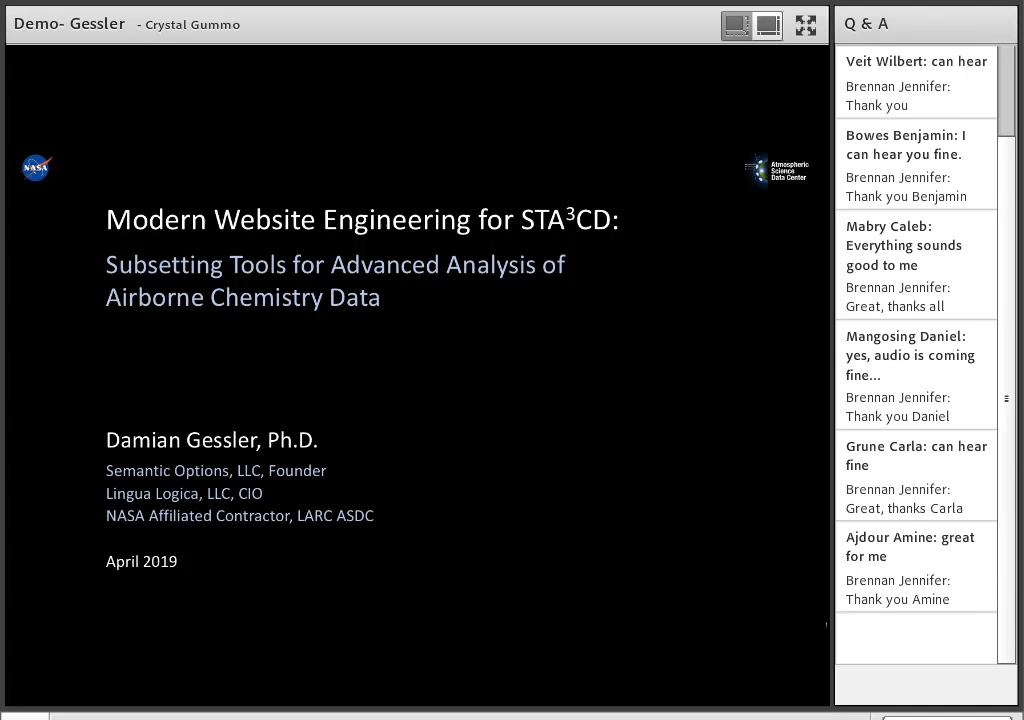 Demo- Gessler - Crystal Gummo
NASA
Atmospheric
Science
Data Center
Modern Website Engineering for STA³CD:
Subsetting Tools for Advanced Analysis of
Airborne Chemistry Data
Damian Gessler, Ph.D.
Semantic Options, LLC, Founder
Lingua Logica, LLC, CIO
NASA Affiliated Contractor, LARC ASDC
April 2019
Q & A
Veit Wilbert: can hear
Brennan Jennifer:
Thank you
Bowes Benjamin: I
can hear you fine.
Brennan Jennifer:
Thank you Benjamin
Mabry Caleb:
Everything sounds
good to me
Brennan Jennifer:
Great, thanks all
Mangosing Daniel:
yes, audio is coming
fine...
Brennan Jennifer:
Thank you Daniel
Grune Carla: can hear
fine
Brennan Jennifer:
Great, thanks Carla
Ajdour Amine: great
for me
Brennan Jennifer:
Thank you Amine